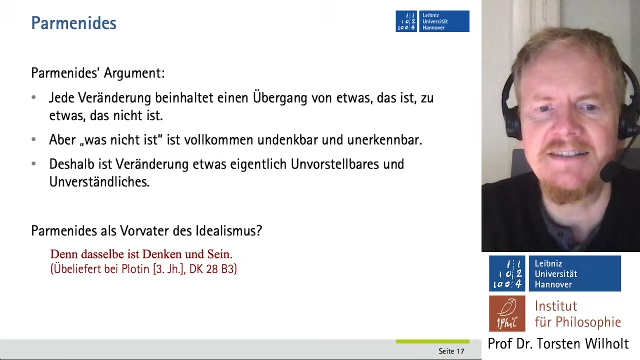 Parmenides
Leibniz
Universität
Hannover
Parmenides' Argument:
• Jede Veränderung beinhaltet einen Übergang von etwas, das ist, zu
etwas, das nicht ist.
• Aber „was nicht ist“ ist vollkommen undenkbar und unerkennbar.
• Deshalb ist Veränderung etwas eigentlich Unvorstellbares und
Unverständliches.
Parmenides als Vorvater des Idealismus?
Denn dasselbe ist Denken und Sein.
(Übeliefert bei Plotin [3. Jh.], DK 28 B3)
Seite 17
Leibniz
Universität
Hannover
Institut
für Philosophie
Prof Dr. Torsten Wilholt